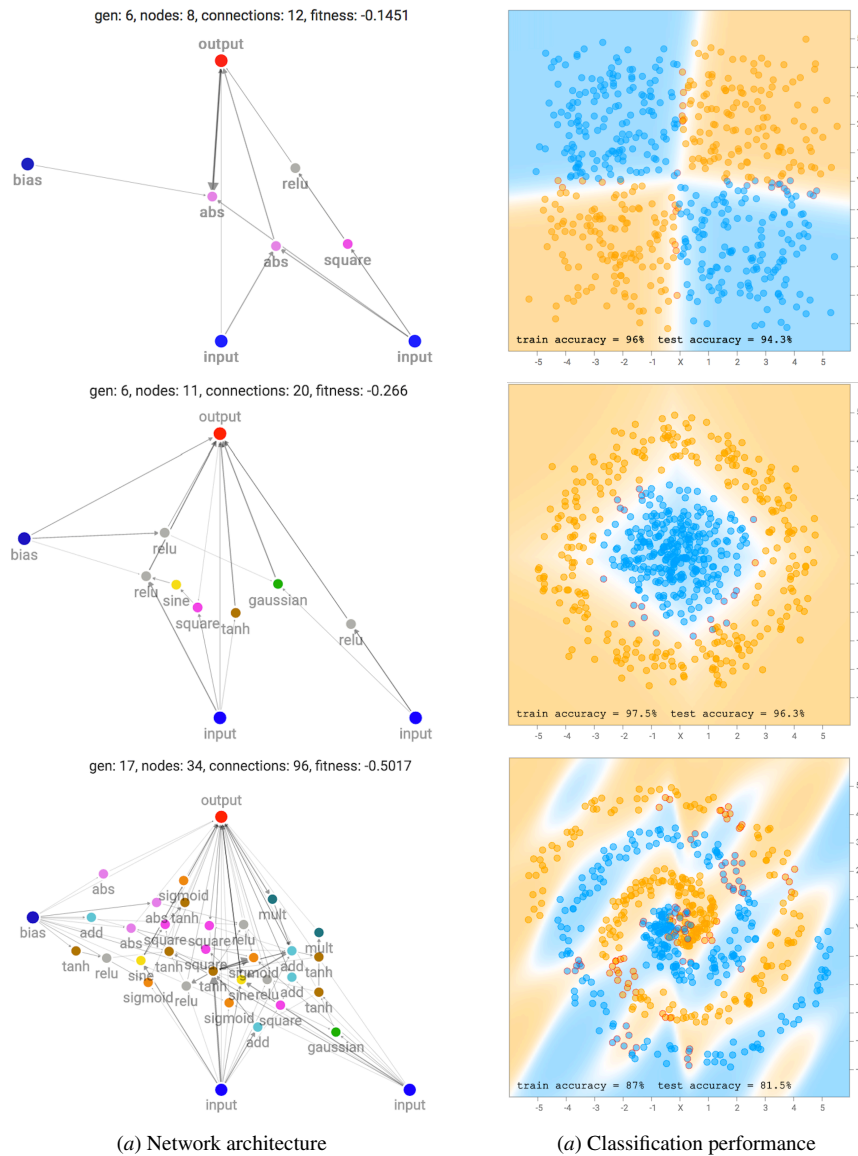 gen: 6, nodes: 8, connections: 12, fitness: -0.1451
output
bias
relu
abs
abs
square
input
input
train accuracy = 96% test accuracy = 94.3%
-5 -4 -3 -2 -1 X 1 2 3 4 5
gen: 6, nodes: 11, connections: 20, fitness: -0.266
output
bias
relu
relu
sine
gaussian
square
tanh
relu
input
input
train accuracy = 97.5% test accuracy = 96.3%
-5 -4 -3 -2 -1 X 1 2 3 4 5
gen: 17, nodes: 34, connections: 96, fitness: -0.5017
output
abs
sigmoid
mult
bias
add
abs
tanh
abs
square
square
relu
mult
tanh
relu
sine
tanh
square
sigmoid
add
tanh
sigmoid
relu
tanh
sine
relu
add
sigmoid
square
tanh
add
gaussian
input
input
train accuracy = 87% test accuracy = 81.5%
-5 -4 -3 -2 -1 X 1 2 3 4 5
(a) Network architecture
(a) Classification performance